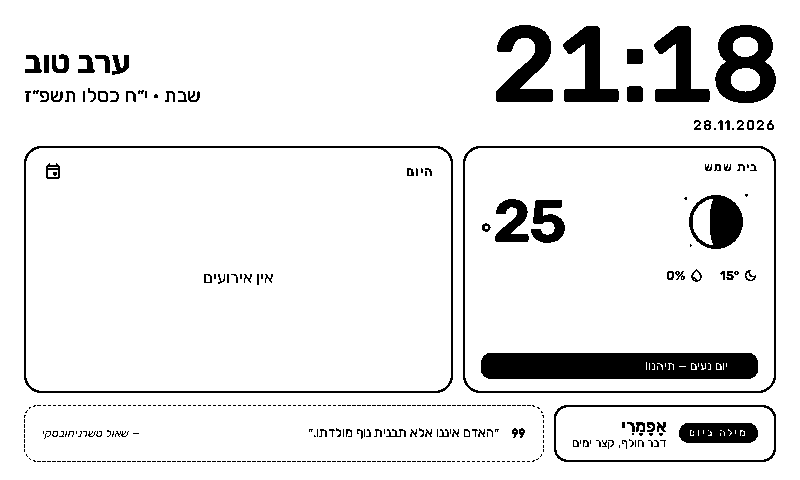 ערב טוב
שבת • י״ח כסלו תשפ״ז
21:18
28.11.2026
בית שמש
25°
15° 0%
יום נעים – תיהנו!
היום
אין אירועים
מילה ביום
אֶפֶמֶרִי
דבר חולף, קצר ימים
"האדם איננו אלא תבנית נוף מולדתו."
– שאול טשרניחובסקי